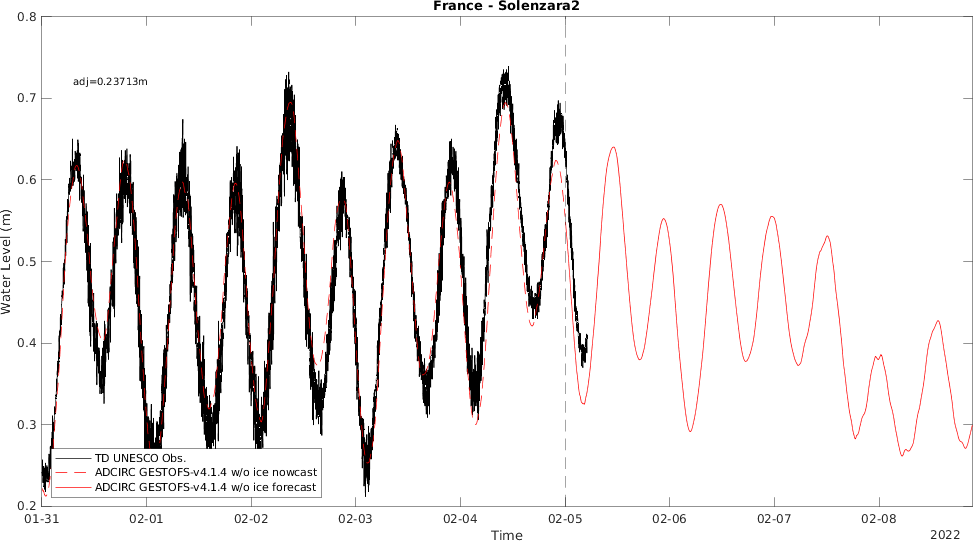 France - Solenzara2
adj=0.23713m
Water Level (m)
0.8
0.7
0.6
0.5
0.4
0.3
0.2
TD UNESCO Obs.
ADCIRC GESTOFS-v4.1.4 w/o ice nowcast
ADCIRC GESTOFS-v4.1.4 w/o ice forecast
01-31 02-01 02-02 02-03 02-04 02-05 02-06 02-07 02-08
Time
2022